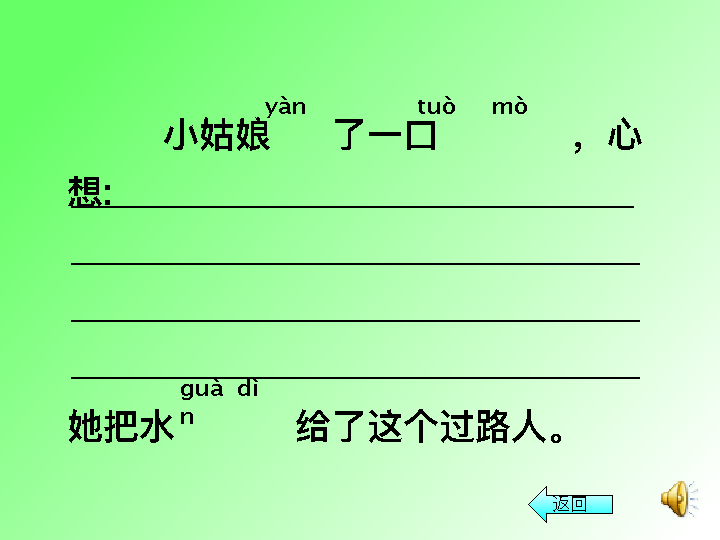 yàn tuò mò
小姑娘 了一口 ，心
想:
guà dì
n
她把水 给了这个过路人。
返回